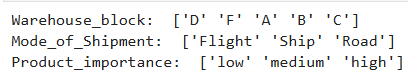 Warehouse_block:  ['D' 'F' 'A' 'B' 'C']
Mode_of_Shipment:  ['Flight' 'Ship' 'Road']
Product_importance:  ['low' 'medium' 'high']